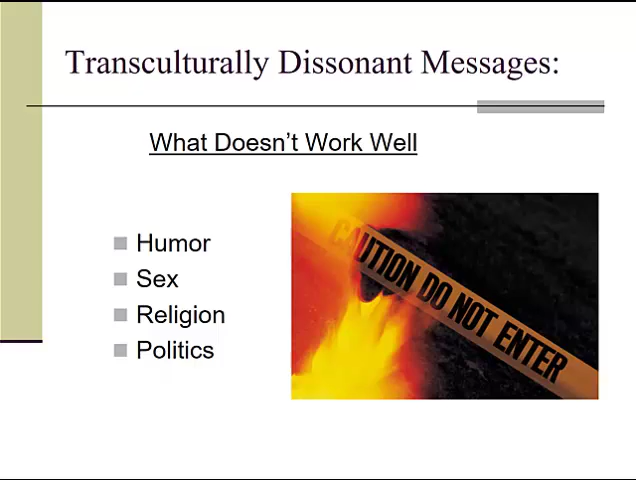 Transculturally Dissonant Messages:
What Doesn't Work Well
Humor
Sex
Religion
Politics
CAUTION DO NOT ENTER